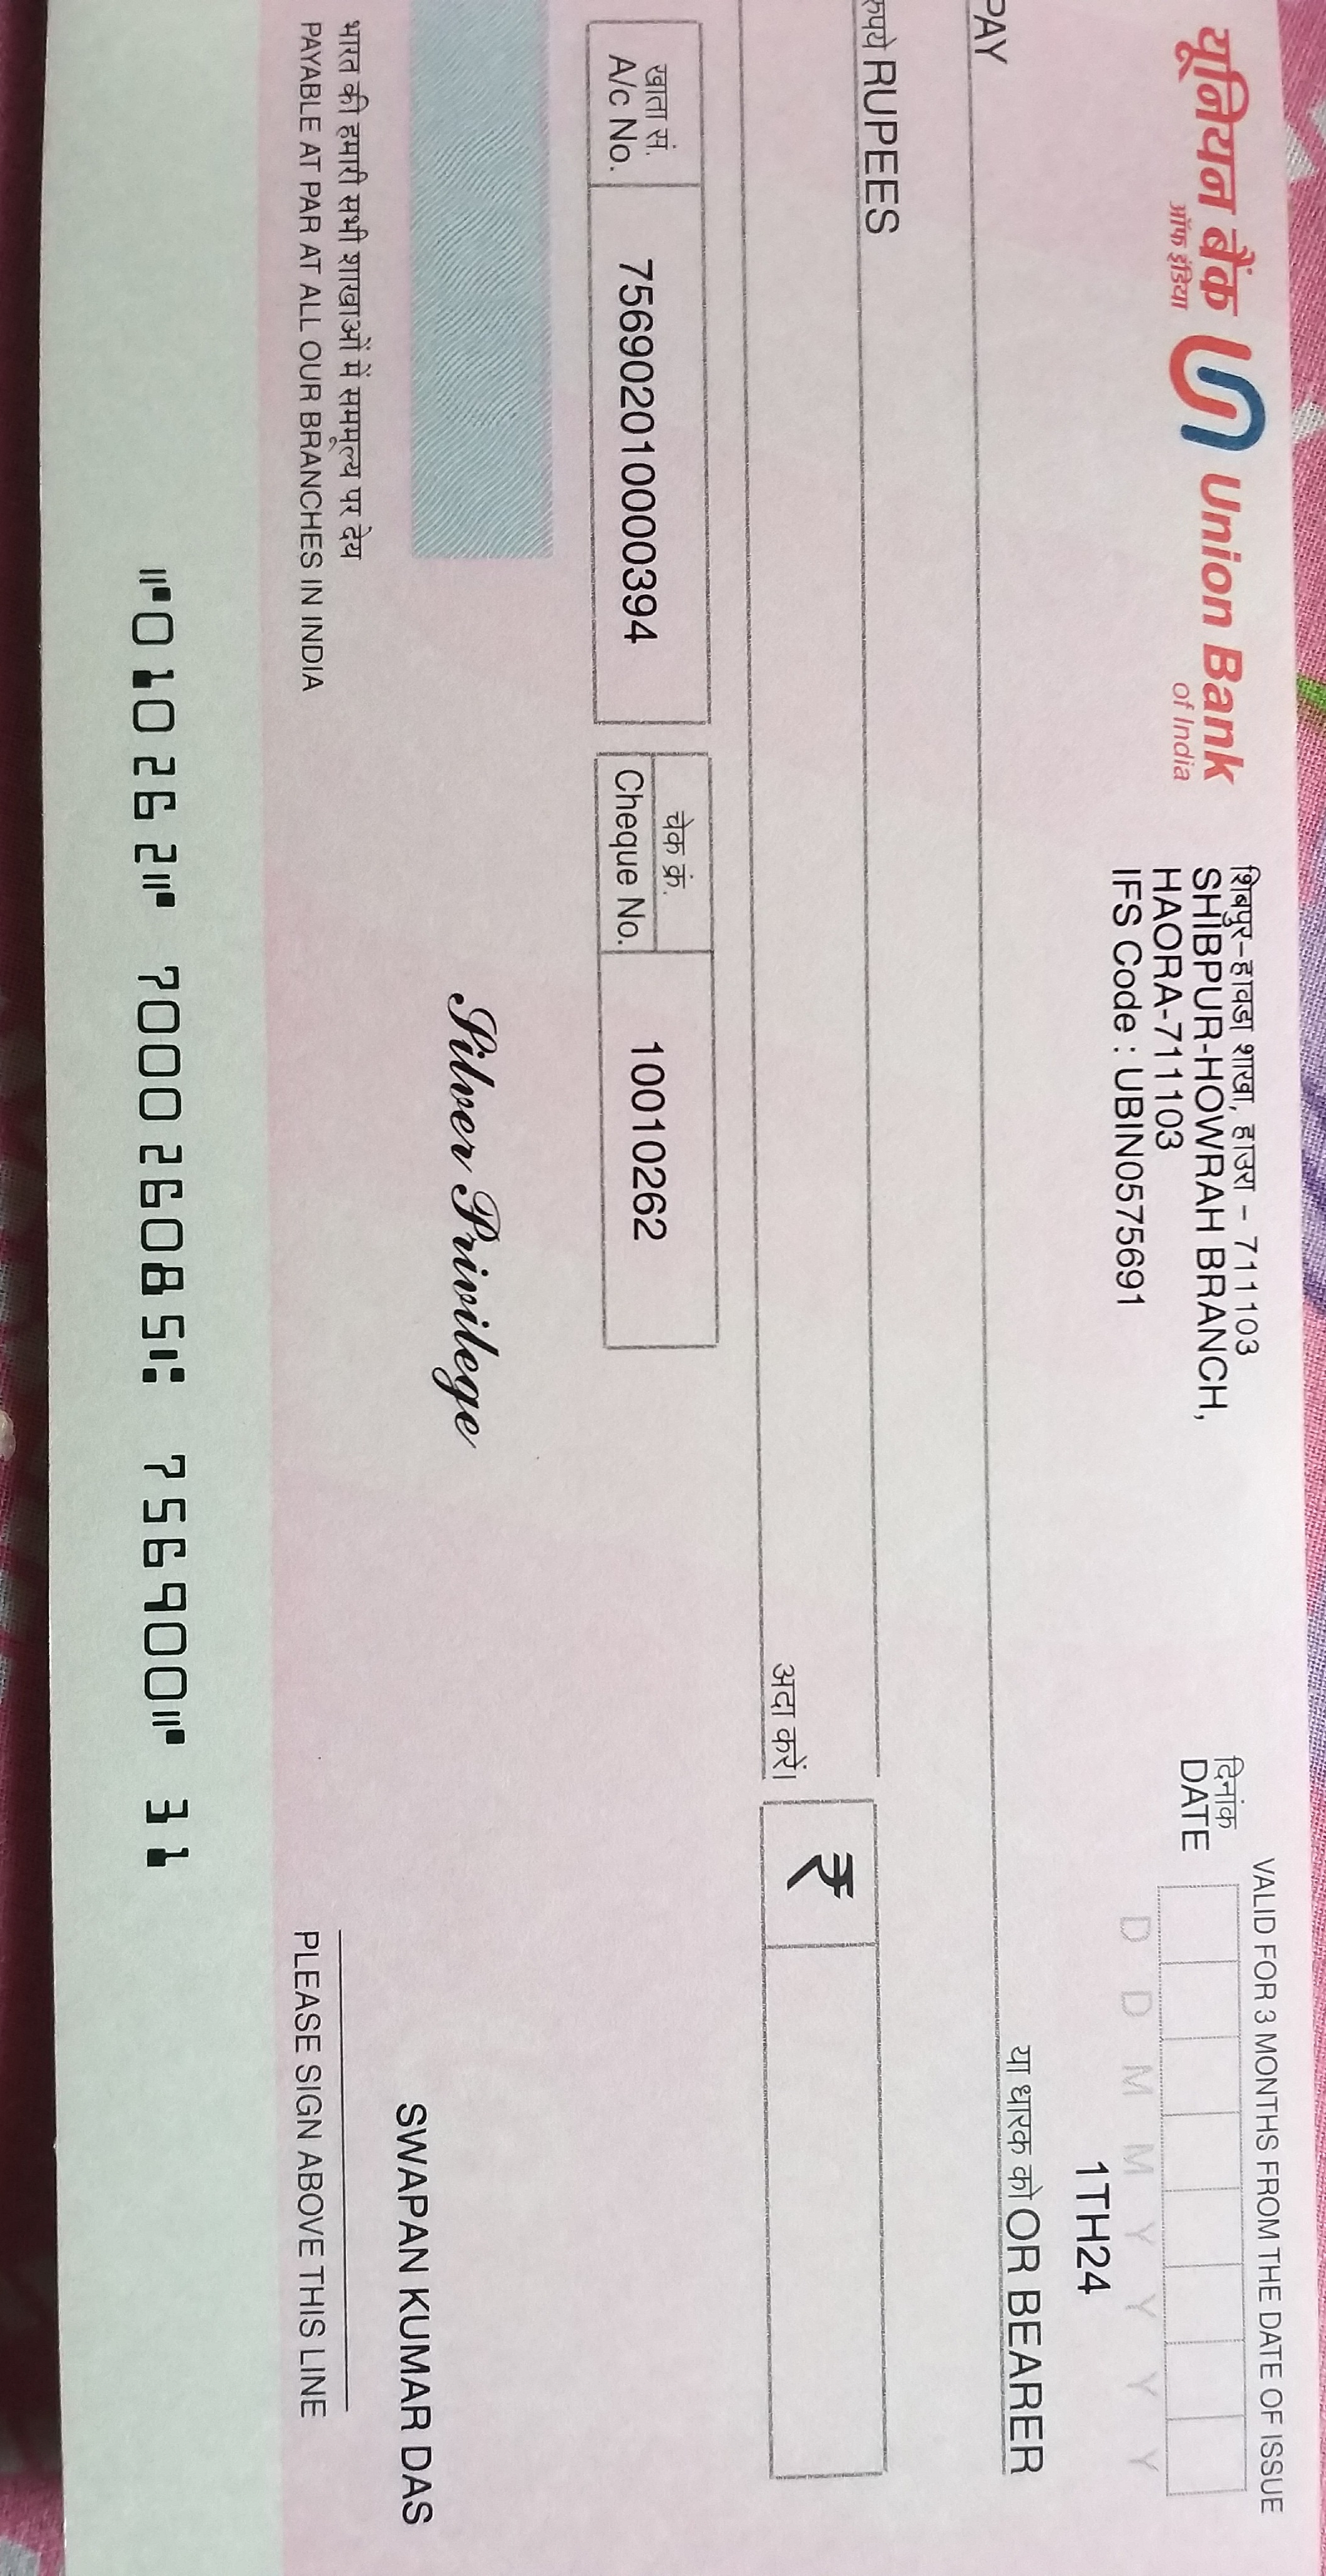 VALID FOR 3 MONTHS FROM THE DATE OF ISSUE
यूनियन बैंक Union Bank
ऑफ इंडिया of India
शिबपुर-हावडा शाखा, हाउरा - 711103
SHIBPUR-HOWRAH BRANCH,
HAORA-711103
IFS Code : UBIN0575691
दिनांक
DATE
D D M M Y Y Y Y
1TH24
PAY
या धारक को OR BEARER
रुपये RUPEES
अदा करें।
₹
खाता सं.
A/c No.
756902010000394
चेक क्रं.
Cheque No.
10010262
Silver Privilege
SWAPAN KUMAR DAS
भारत की हमारी सभी शाखाओं में सममूल्य पर देय
PAYABLE AT PAR AT ALL OUR BRANCHES IN INDIA
PLEASE SIGN ABOVE THIS LINE
⑈010262⑈ 700026085⑆ 756900⑈ 31